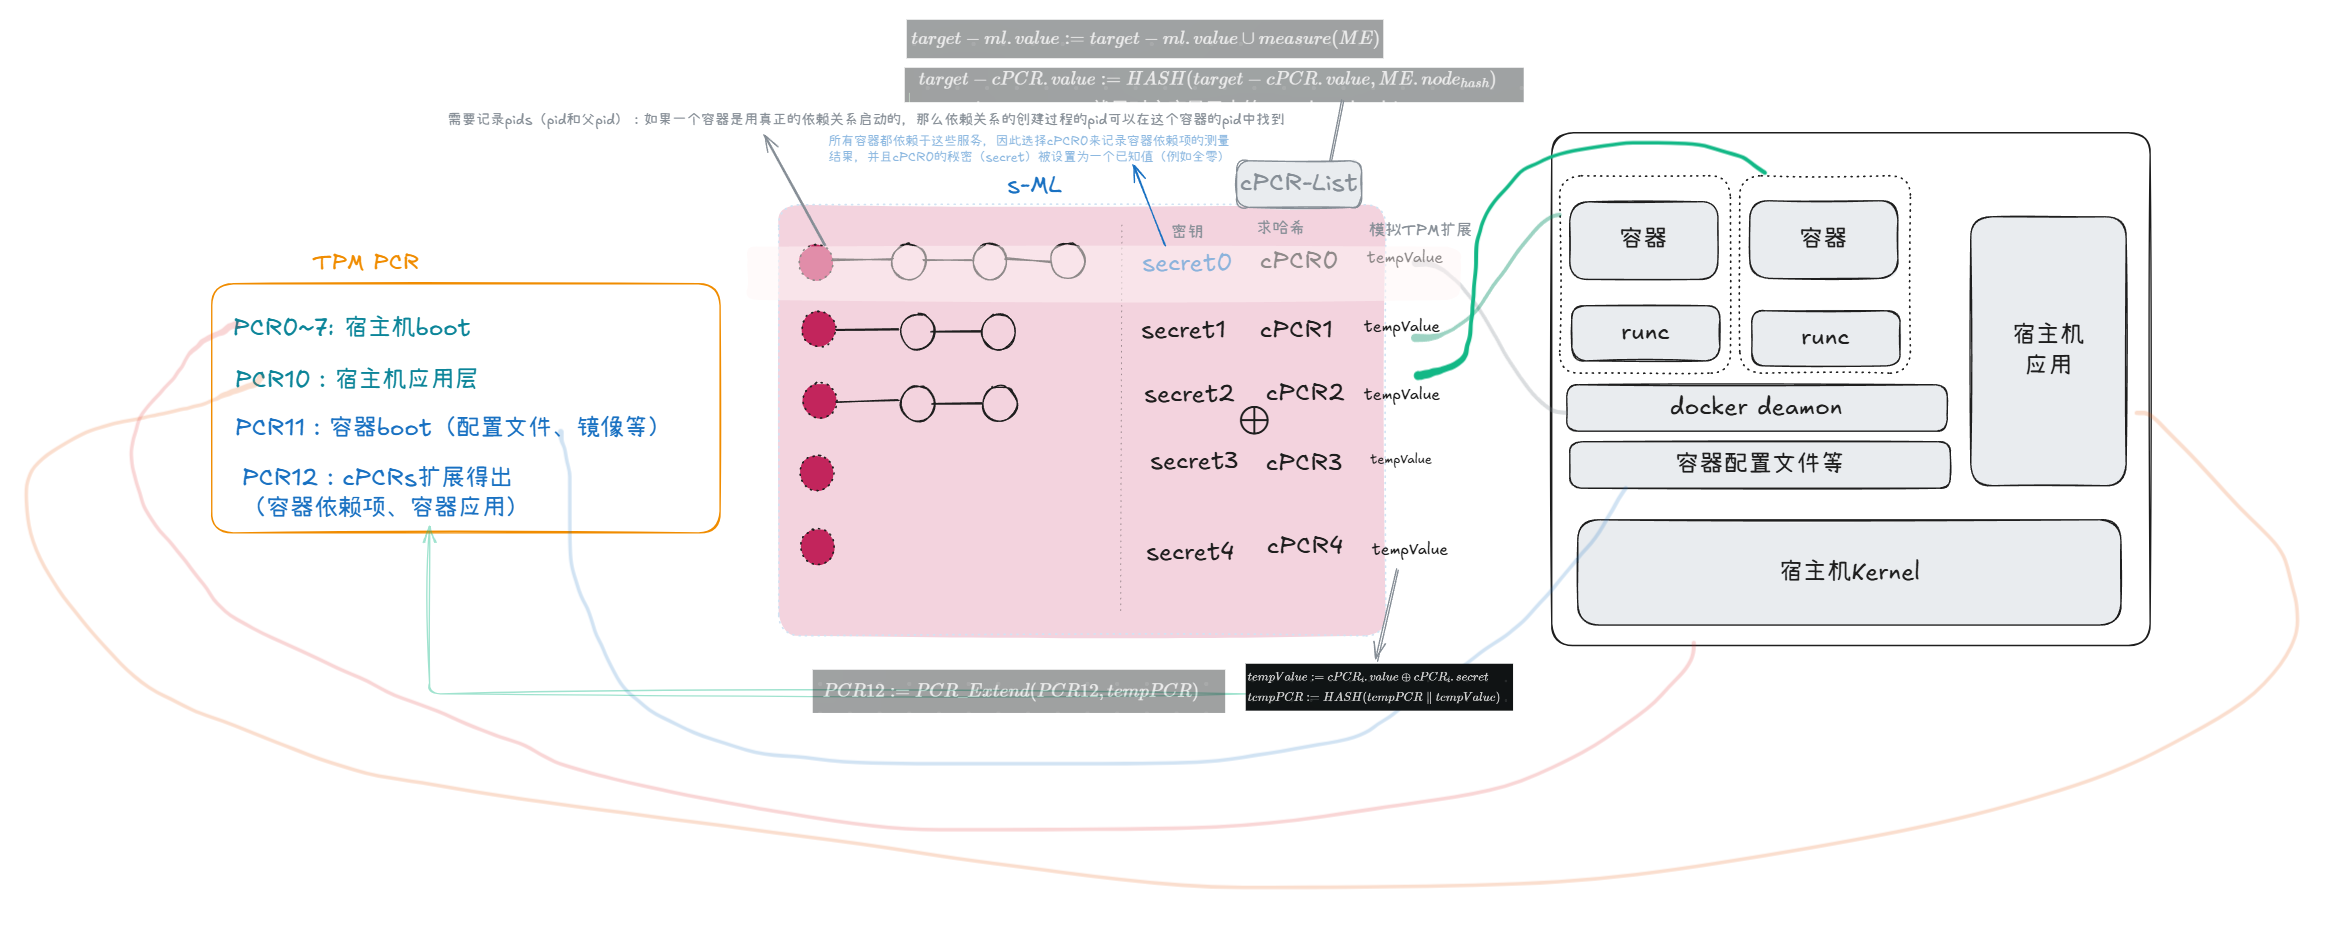 target − ml.value := target − ml.value ∪ measure(ME)
target − cPCR.value := HASH(target − cPCR.value, ME.node_hash)
需要记录pids（pid和父pid）：如果一个容器是用真正的依赖关系启动的，那么依赖关系的创建过程的pid可以在这个容器的pid中找到
所有容器都依赖于这些服务，因此选择cPCR0来记录容器依赖项的测量
结果，并且cPCR0的秘密（secret）被设置为一个已知值（例如全零）
s-ML
cPCR-List
密钥
求哈希
模拟TPM扩展
secret0
cPCR0
tempValue
secret1
cPCR1
tempValue
secret2
cPCR2
tempValue
⊕
secret3
cPCR3
tempValue
secret4
cPCR4
tempValue
TPM PCR
PCR0~7: 宿主机boot
PCR10：宿主机应用层
PCR11：容器boot（配置文件、镜像等）
PCR12：cPCRs扩展得出
（容器依赖项、容器应用）
PCR12 := PCR_Extend(PCR12, tempPCR)
tempValue := cPCR_i.value ⊕ cPCR_i.secret
tempPCR := HASH(tempPCR ∥ tempValue)
容器
容器
runc
runc
docker deamon
容器配置文件等
宿主机
应用
宿主机Kernel